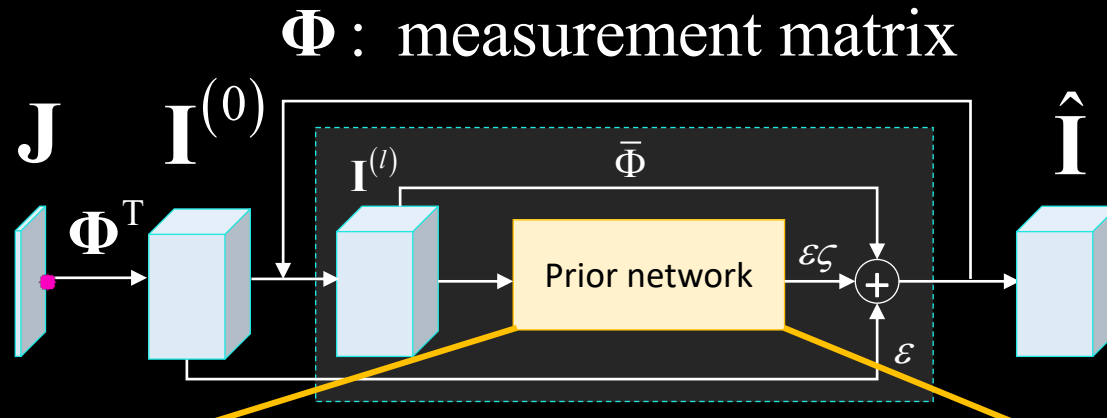 𝚽 : measurement matrix
𝐉
𝐈⁽⁰⁾
𝐈̂
𝐈⁽ˡ⁾
Φ̄
𝚽ᵀ
Prior network
ες
+
ε